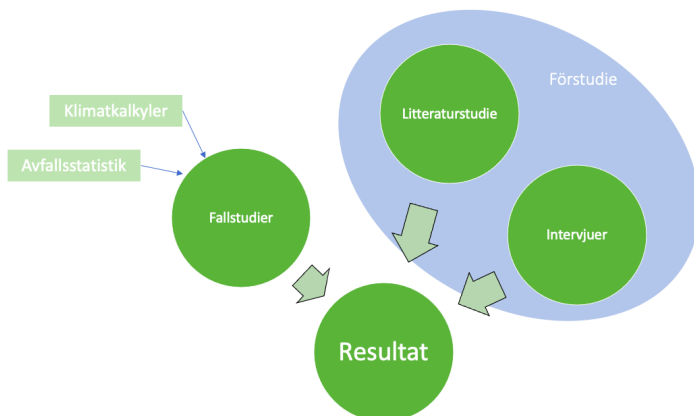 Förstudie
Litteraturstudie
Klimatkalkyler
Avfallsstatistik
Fallstudier
Intervjuer
Resultat